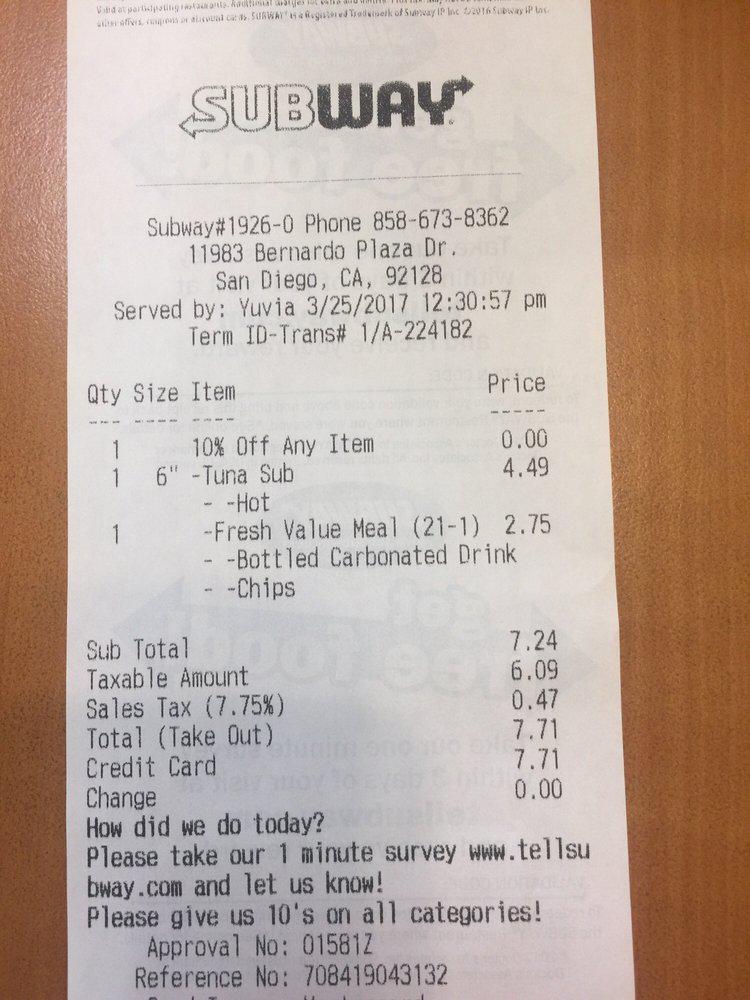 Valid at participating restaurants. Additional charges for extra
other offers, coupons or discount cards. SUBWAY® is a Registered Trademark of Subway IP Inc. ©2016 Subway IP Inc.
SUBWAY
Subway#1926-0 Phone 858-673-8362
11983 Bernardo Plaza Dr.
San Diego, CA, 92128
Served by: Yuvia 3/25/2017 12:30:57 pm
Term ID-Trans# 1/A-224182
Qty Size Item Price
--- ---- ---- -----
1 10% Off Any Item 0.00
1 6" -Tuna Sub 4.49
- -Hot
1 -Fresh Value Meal (21-1) 2.75
- -Bottled Carbonated Drink
- -Chips
Sub Total 7.24
Taxable Amount 6.09
Sales Tax (7.75%) 0.47
Total (Take Out) 7.71
Credit Card 7.71
Change 0.00
How did we do today?
Please take our 1 minute survey www.tellsu
bway.com and let us know!
Please give us 10's on all categories!
Approval No: 01581Z
Reference No: 708419043132